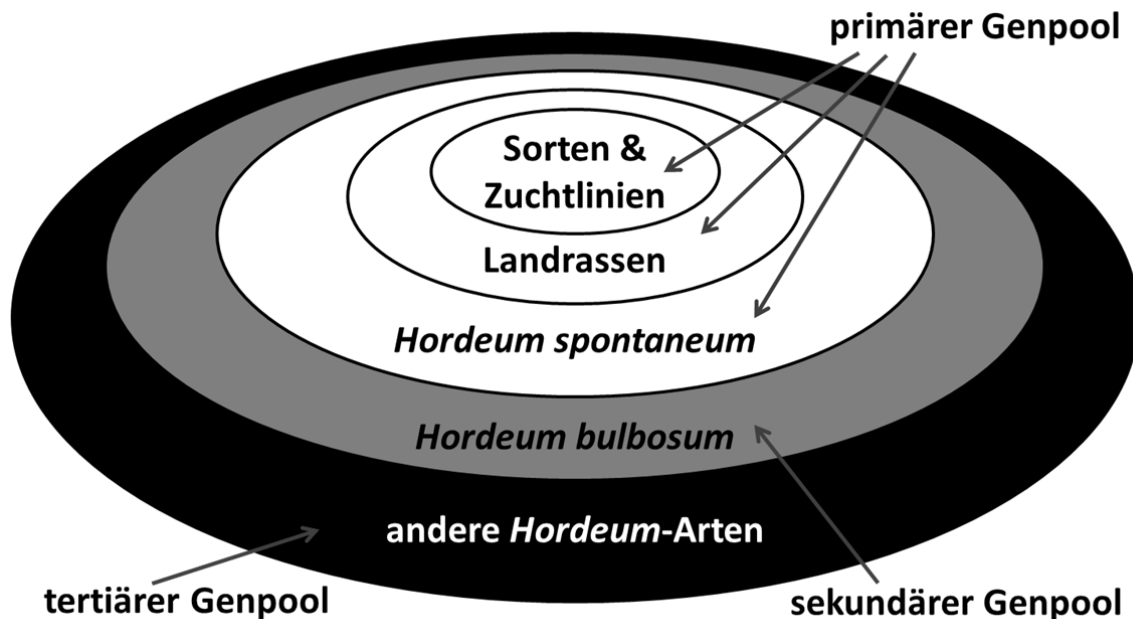 primärer Genpool
Sorten &
Zuchtlinien
Landrassen
Hordeum spontaneum
Hordeum bulbosum
andere Hordeum-Arten
tertiärer Genpool
sekundärer Genpool